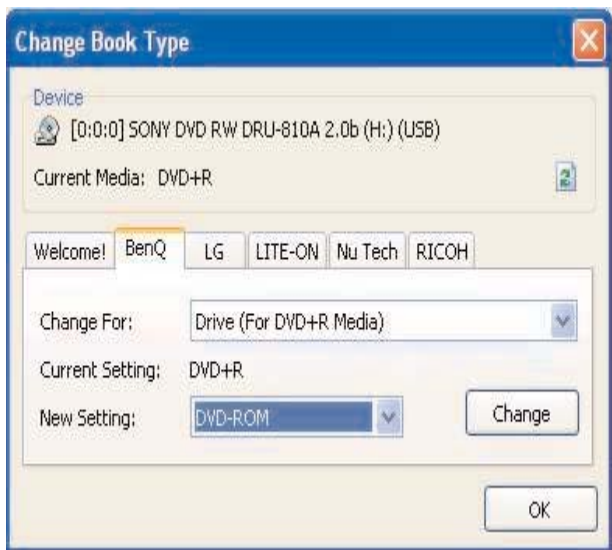 Change Book Type
Device
[0:0:0] SONY DVD RW DRU-810A 2.0b (H:) (USB)
Current Media: DVD+R
Welcome! BenQ LG LITE-ON Nu Tech RICOH
Change For: Drive (For DVD+R Media)
Current Setting: DVD+R
New Setting: DVD-ROM Change
OK